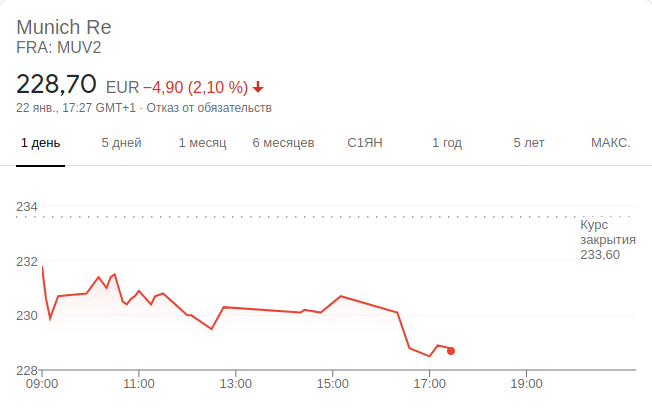 Munich Re
FRA: MUV2
228,70 EUR −4,90 (2,10 %)
22 янв., 17:27 GMT+1 · Отказ от обязательств
1 день 5 дней 1 месяц 6 месяцев С1ЯН 1 год 5 лет МАКС.
234
Курс
закрытия
233,60
232
230
228
09:00 11:00 13:00 15:00 17:00 19:00